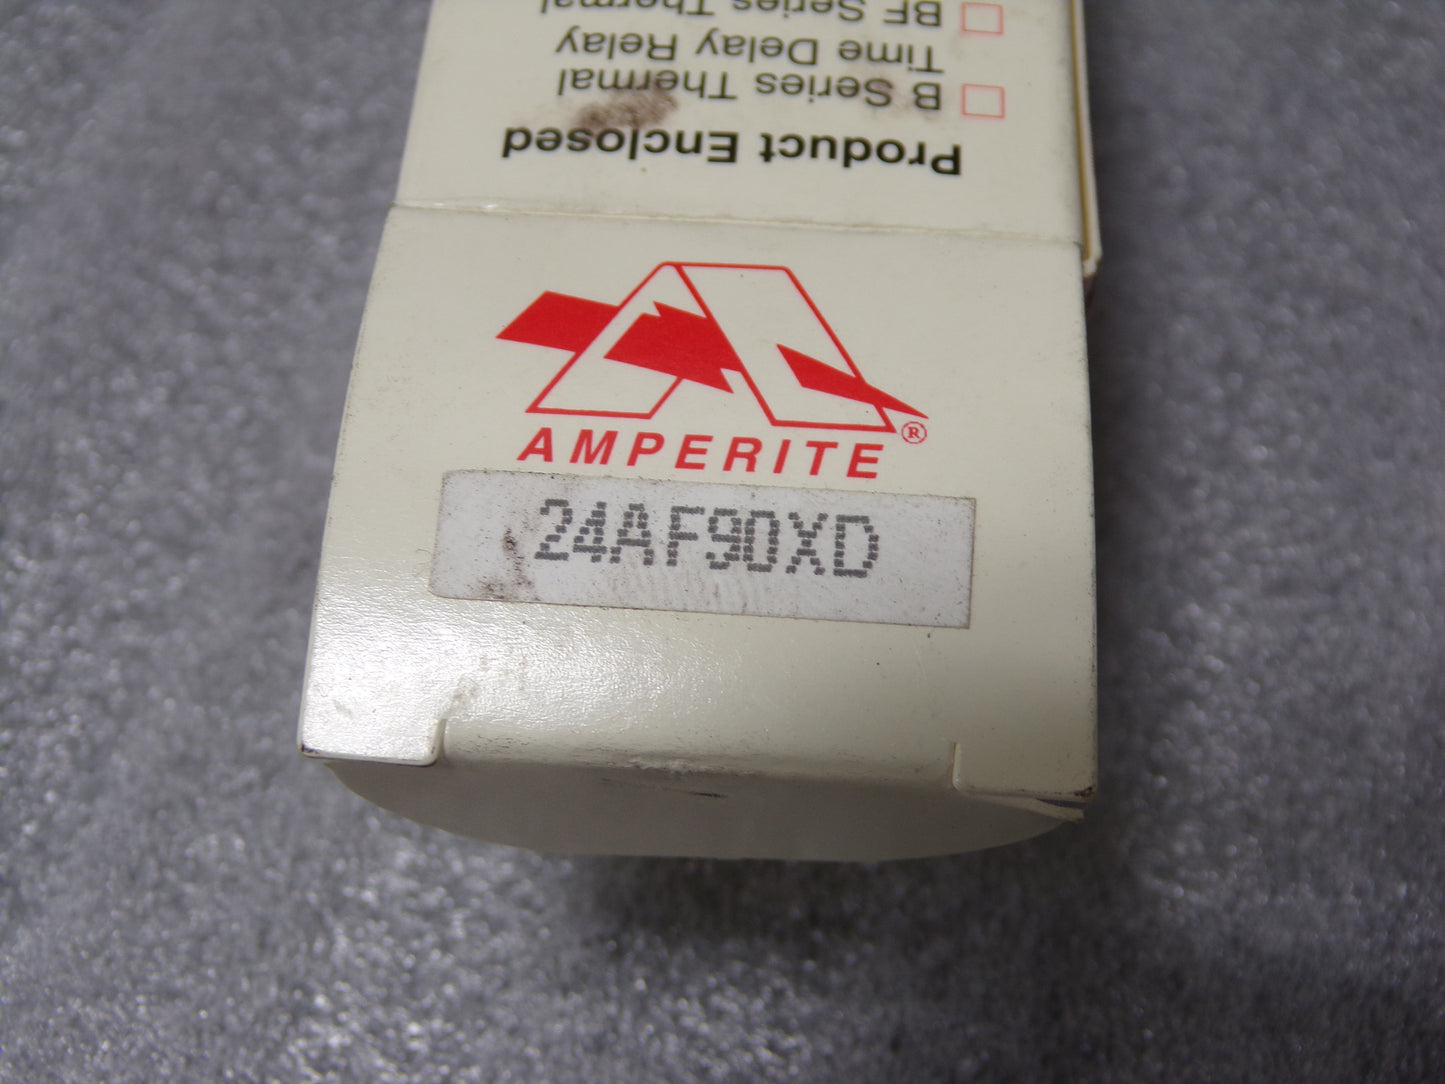 AMPERITE®
24AF90XD
Product Enclosed
B Series Thermal
Time Delay Relay
BF Series Thermal